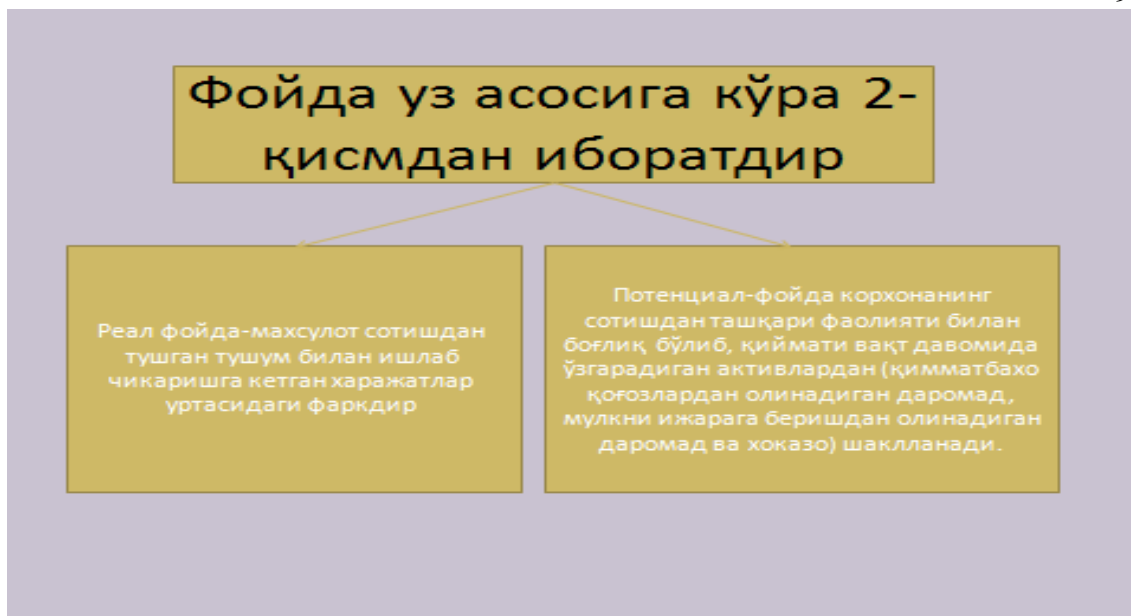 Фойда уз асосига кўра 2-
қисмдан иборатдир
Реал фойда-махсулот сотишдан
тушган тушум билан ишлаб
чикаришга кетган харажатлар
уртасидаги фаркдир
Потенциал-фойда корхонанинг
сотишдан ташқари фаолияти билан
боғлиқ бўлиб, қиймати вақт давомида
ўзгарадиган активлардан (қимматбахо
қоғозлардан олинадиган даромад,
мулкни ижарага беришдан олинадиган
даромад ва хоказо) шаклланади.